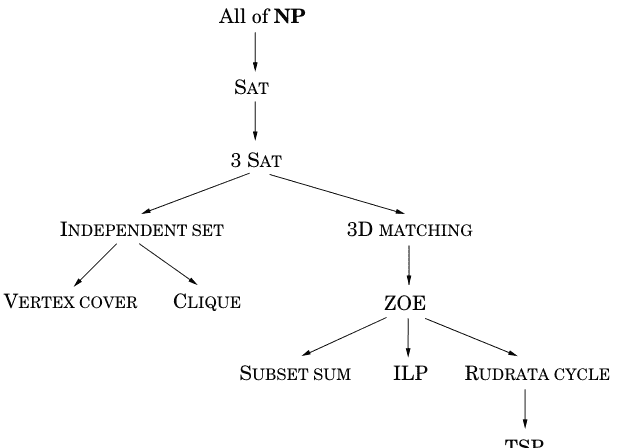 All of NP
SAT
3 SAT
INDEPENDENT SET 3D MATCHING
VERTEX COVER CLIQUE ZOE
SUBSET SUM ILP RUDRATA CYCLE
TSP